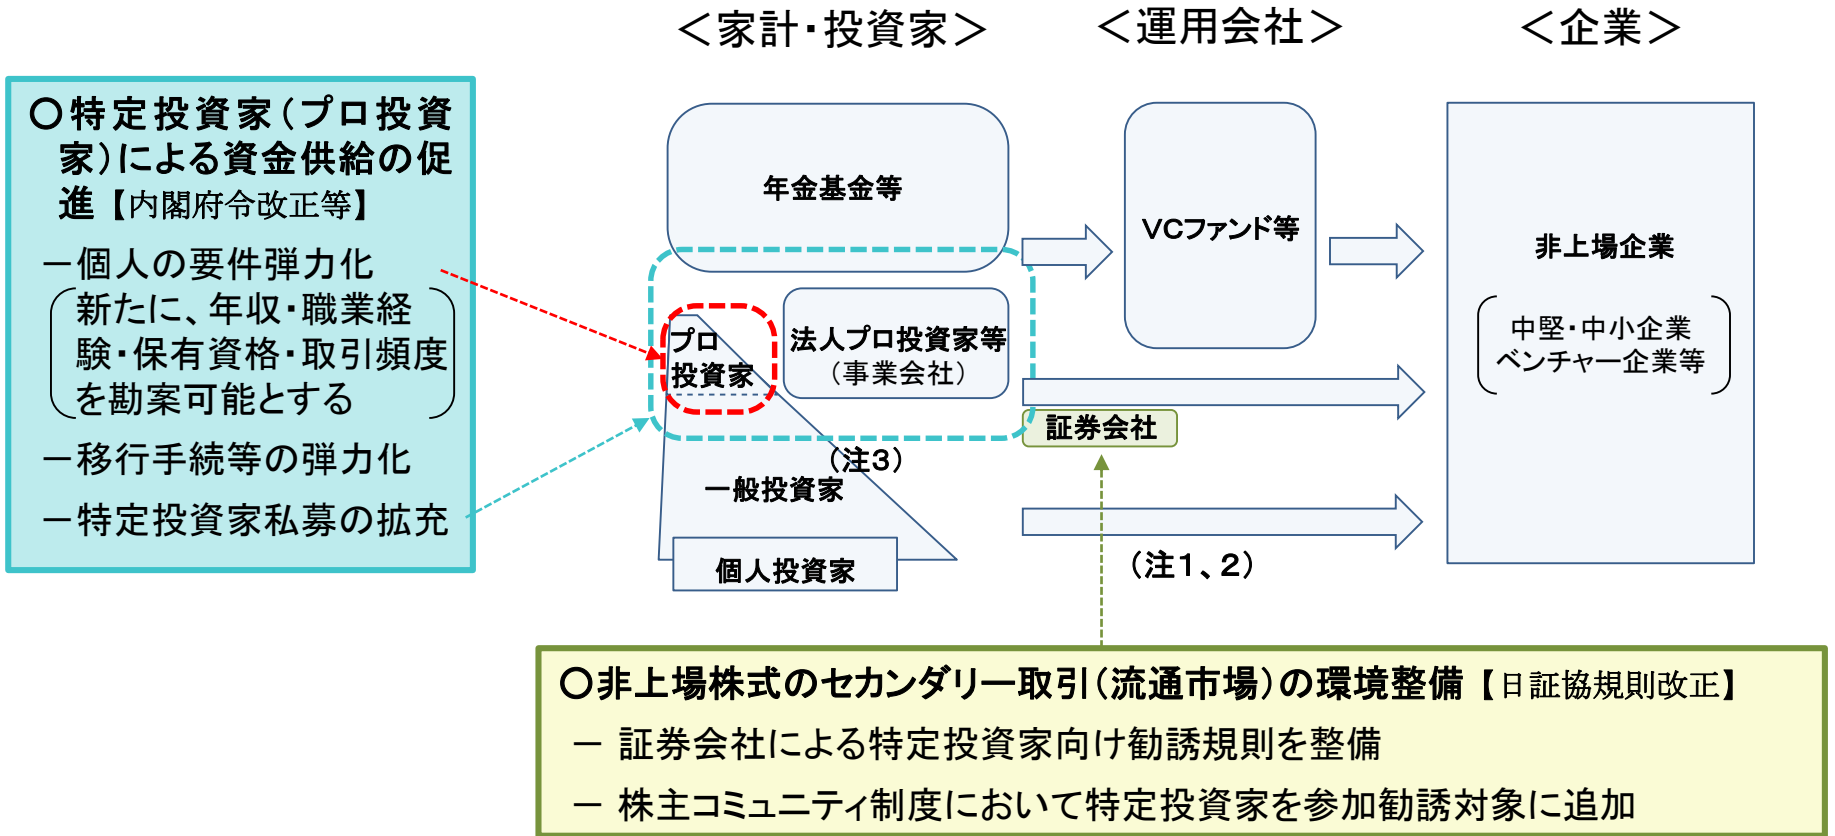 ＜家計・投資家＞
＜運用会社＞
＜企業＞
○特定投資家（プロ投資
家）による資金供給の促
進【内閣府令改正等】
－個人の要件弾力化
新たに、年収・職業経
験・保有資格・取引頻度
を勘案可能とする
－移行手続等の弾力化
－特定投資家私募の拡充
年金基金等
プロ
投資家
法人プロ投資家等
（事業会社）
（注３）
一般投資家
個人投資家
VCファンド等
証券会社
（注１、２）
非上場企業
中堅・中小企業
ベンチャー企業等
○非上場株式のセカンダリー取引（流通市場）の環境整備【日証協規則改正】
－ 証券会社による特定投資家向け勧誘規則を整備
－ 株主コミュニティ制度において特定投資家を参加勧誘対象に追加